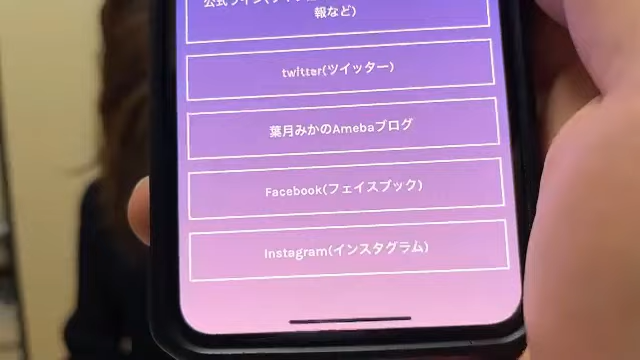 報など)
twitter(ツイッター)
葉月みかのAmebaブログ
Facebook(フェイスブック)
Instagram(インスタグラム)